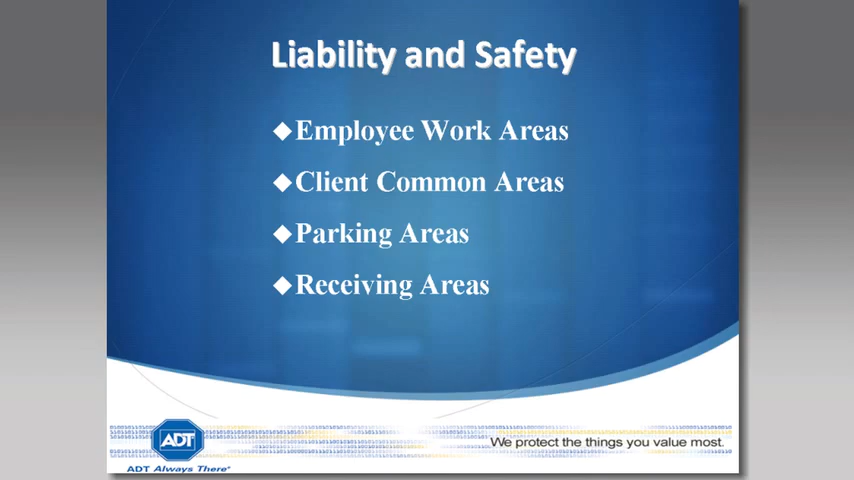 Liability and Safety
◆Employee Work Areas
◆Client Common Areas
◆Parking Areas
◆Receiving Areas
ADT
We protect the things you value most.
ADT Always There®